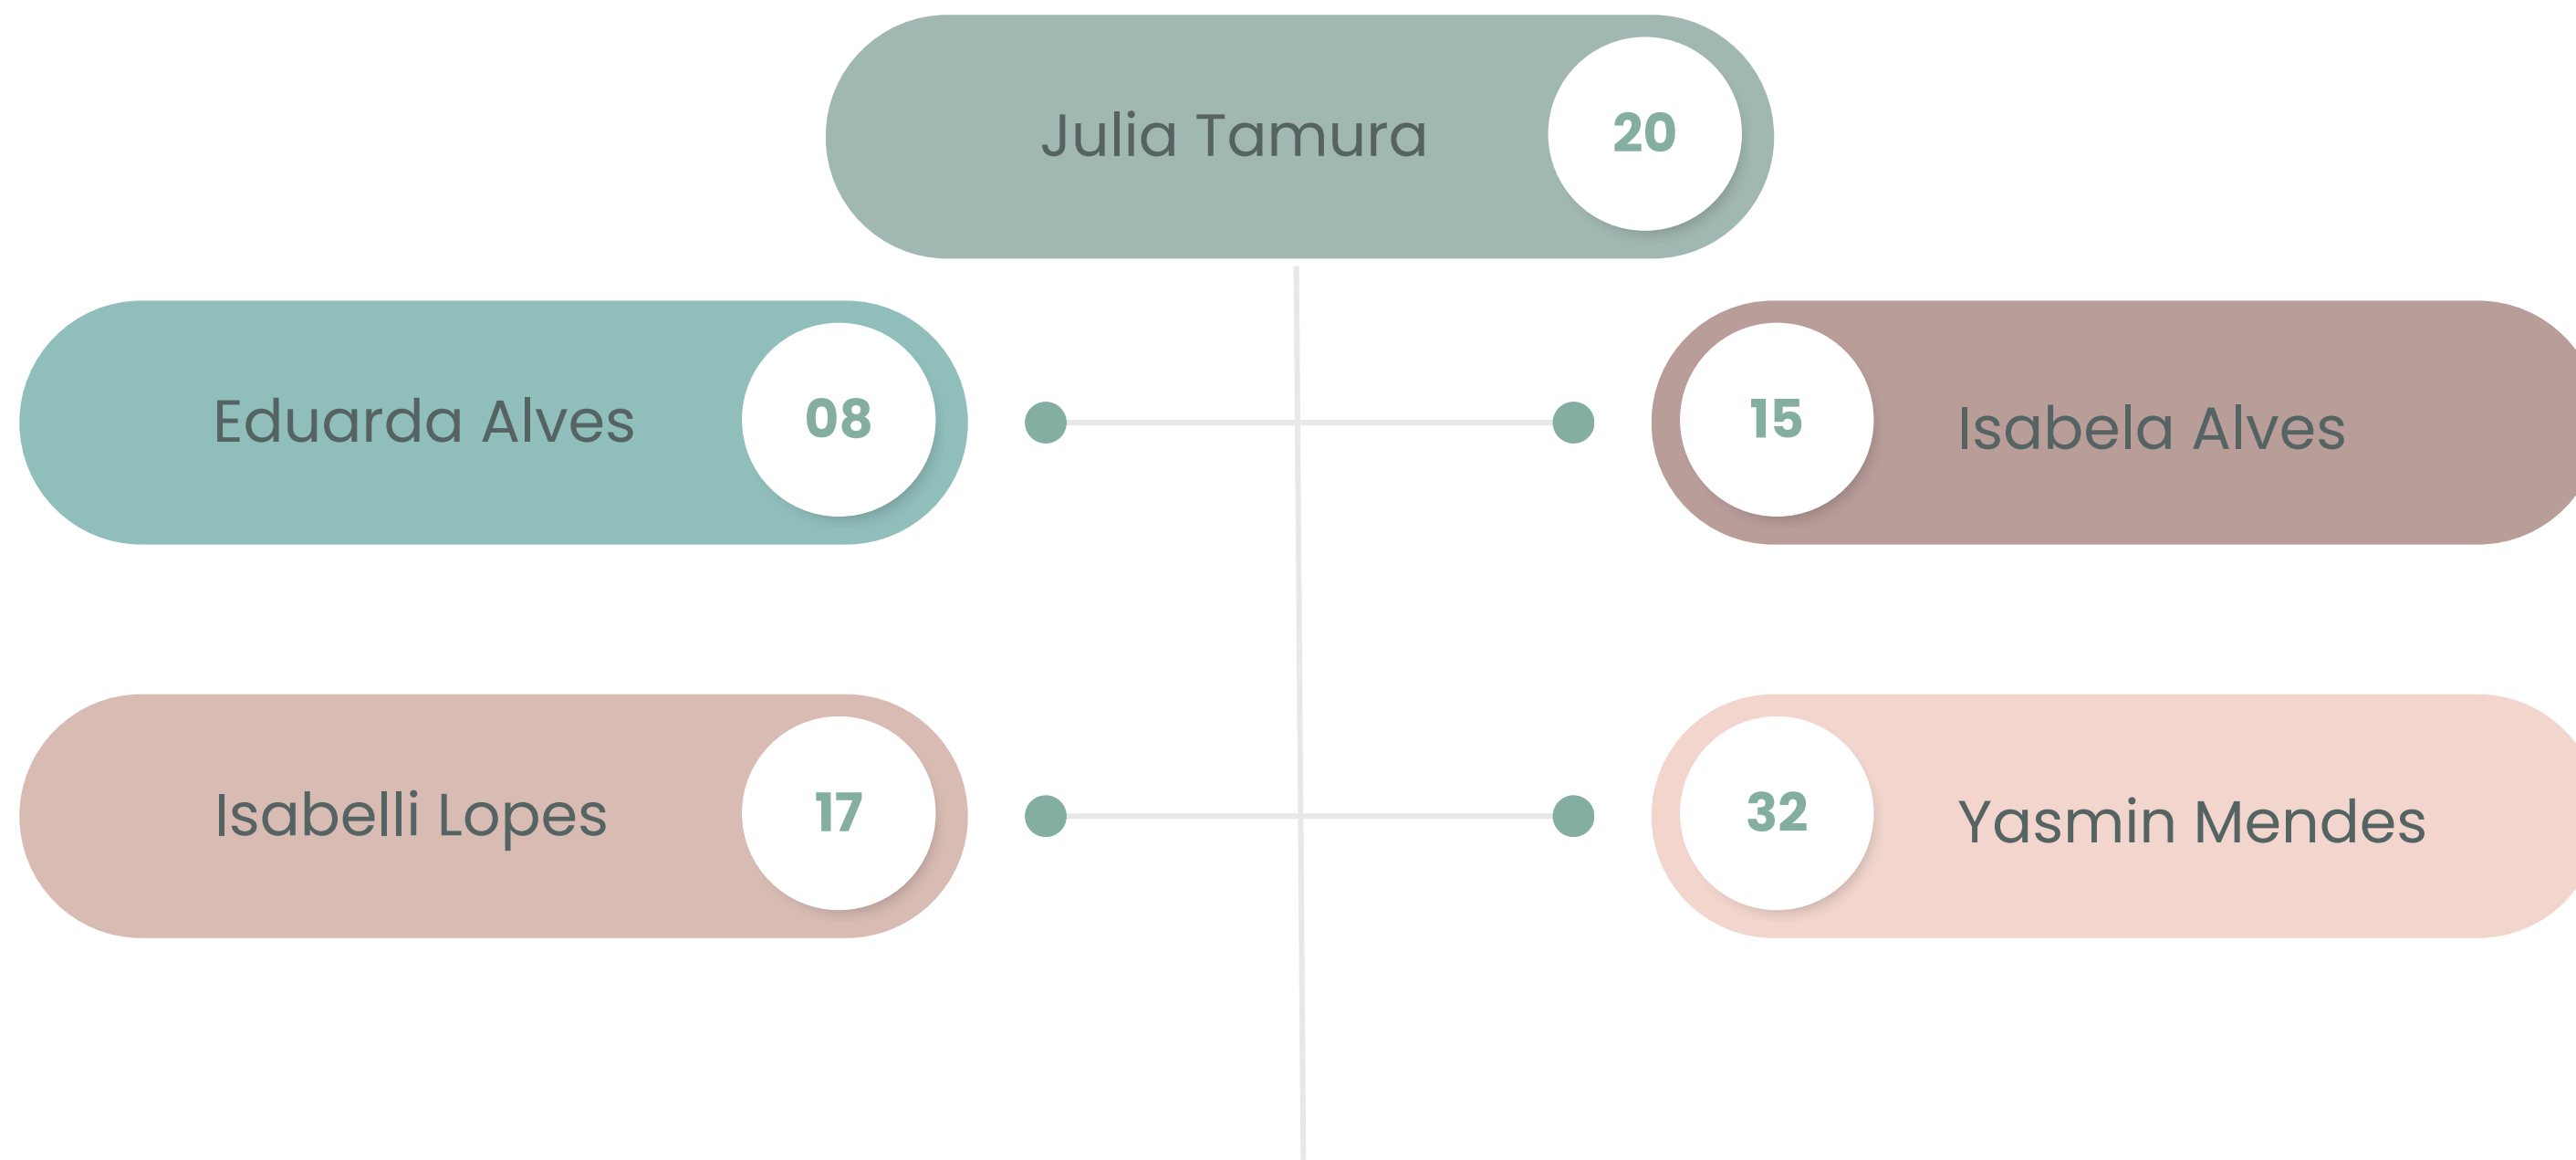 Julia Tamura 20
Eduarda Alves 08
15 Isabela Alves
Isabelli Lopes 17
32 Yasmin Mendes